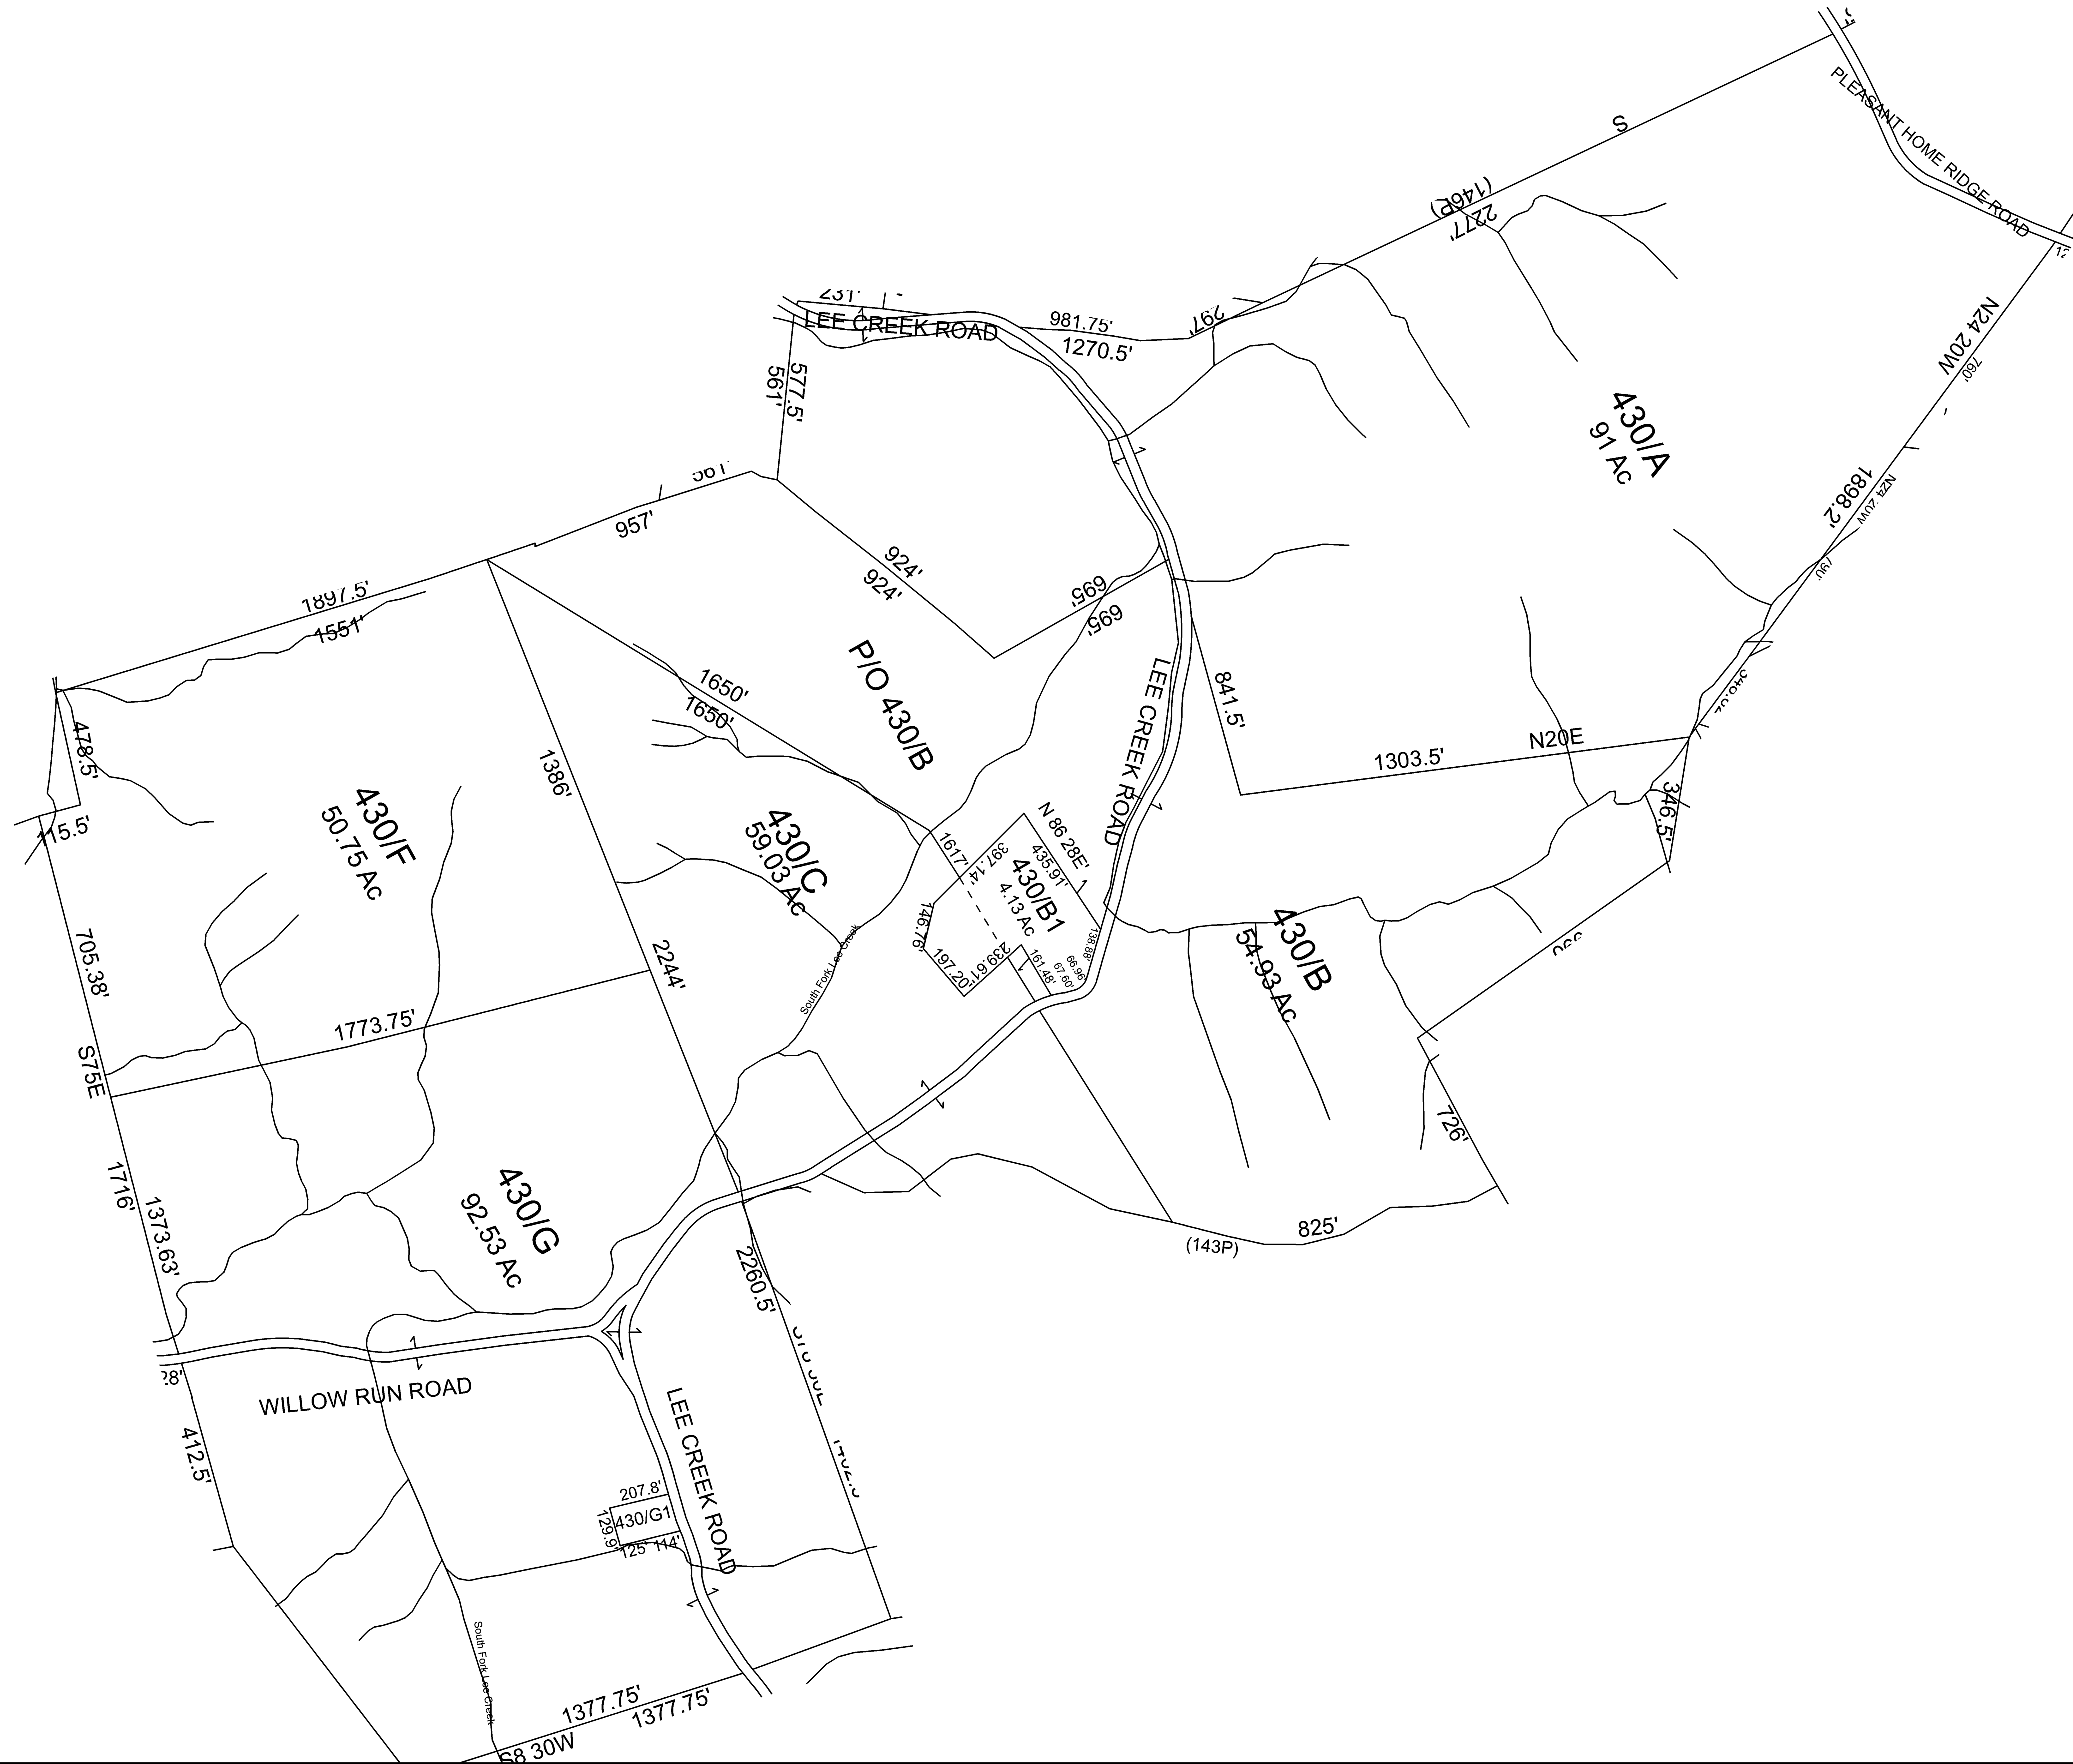 PLEASANT HOME RIDGE ROAD
S
(146P)
2277'
N24 20W
760'
231'
LEE CREEK ROAD
981.75'
1270.5'
297'
577.5'
561'
430/A
91 Ac
1898.2'
N24 20W
561'
957'
924'
924'
695'
695'
1897.5'
1551'
P/O 430/B
1650'
1650'
LEE CREEK ROAD
841.5'
1303.5'
N20E
346.5'
478.5'
115.5'
1386'
430/F
50.75 Ac
430/C
59.03 Ac
N 86 28E'
435.91'
397.14'
1617'
430/B1
4.13 Ac
146.76'
197.20'
239.61'
161.48'
138.88'
66.96'
67.60'
430/B
54.93 Ac
990
705.38'
2244'
South Fork Lee Creek
1773.75'
S75E
726'
1716'
1373.63'
430/G
92.53 Ac
825'
(143P)
2260.5'
28'
WILLOW RUN ROAD
412.5'
LEE CREEK ROAD
207.8'
430/G1
129.9'
125'
114'
South Fork Lee Creek
1377.75'
1377.75'
S8 30W